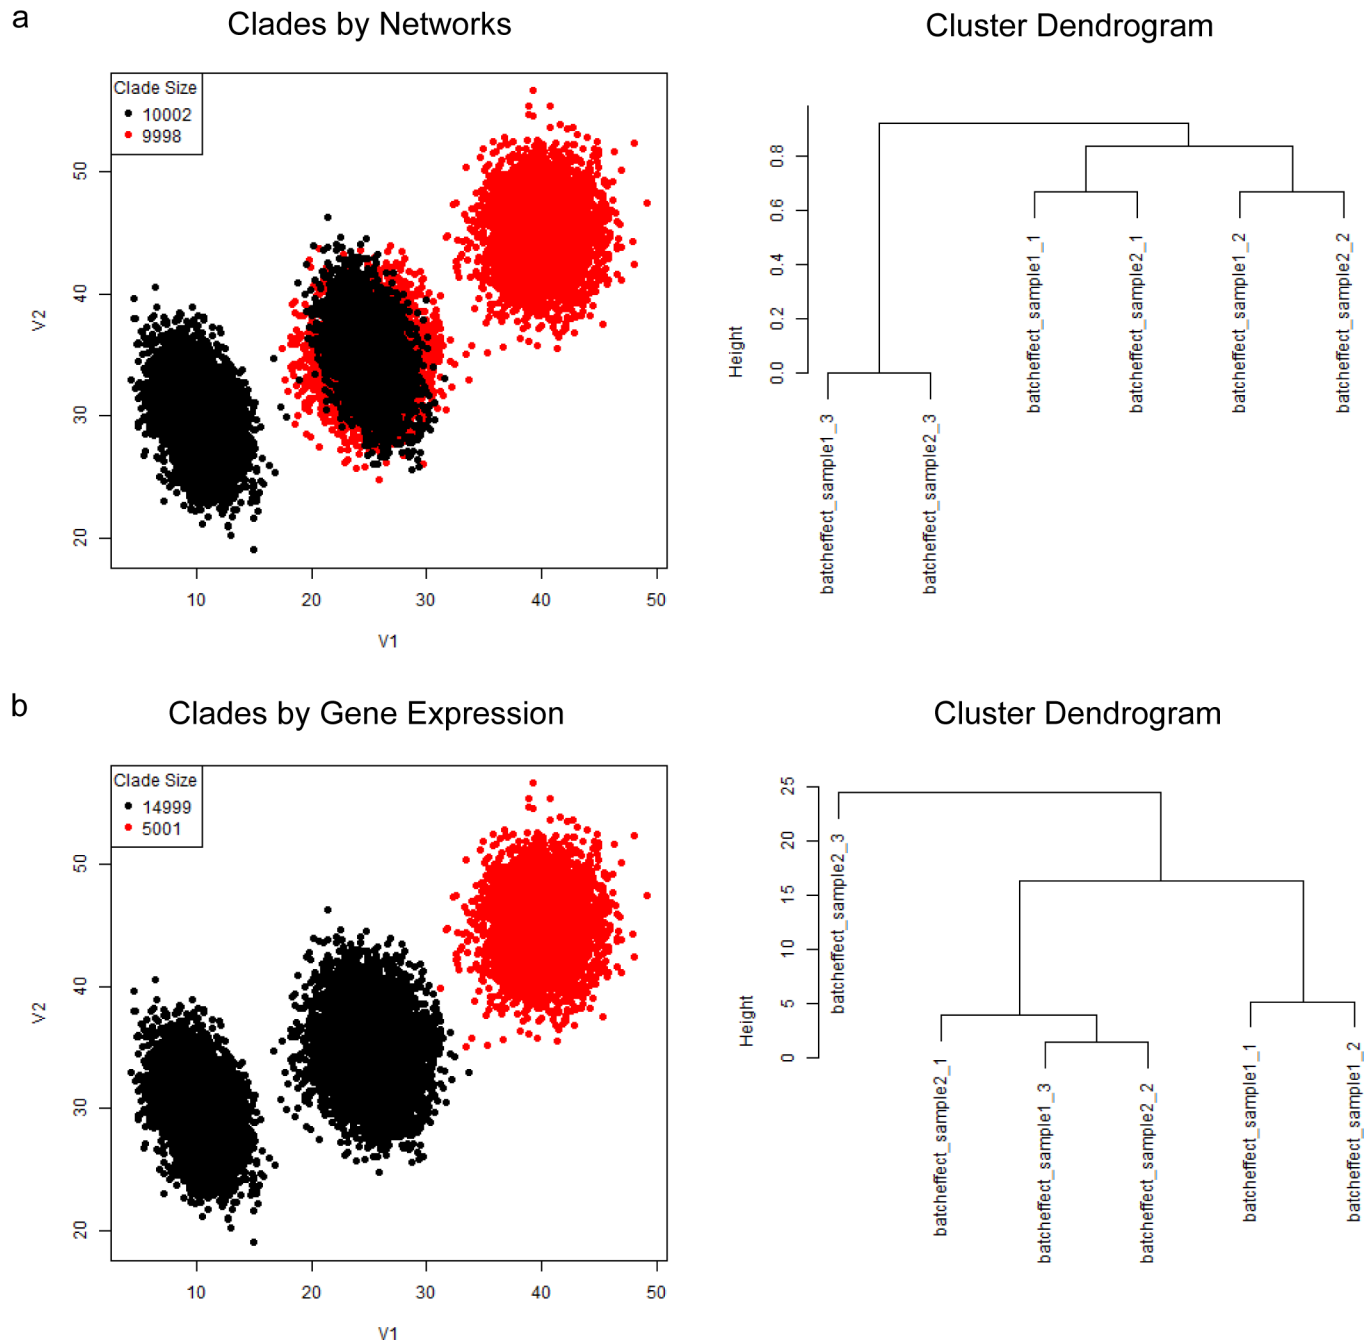 a
Clades by Networks
Clade Size
10002
9998
50
40
30
20
V2
10 20 30 40 50
V1
Cluster Dendrogram
0.8
0.6
0.4
0.2
0.0
Height
batcheffect_sample1_3
batcheffect_sample2_3
batcheffect_sample1_1
batcheffect_sample2_1
batcheffect_sample1_2
batcheffect_sample2_2
b
Clades by Gene Expression
Clade Size
14999
5001
50
40
30
20
V2
10 20 30 40 50
V1
Cluster Dendrogram
25
20
15
10
5
0
Height
batcheffect_sample2_3
batcheffect_sample2_1
batcheffect_sample1_3
batcheffect_sample2_2
batcheffect_sample1_1
batcheffect_sample1_2